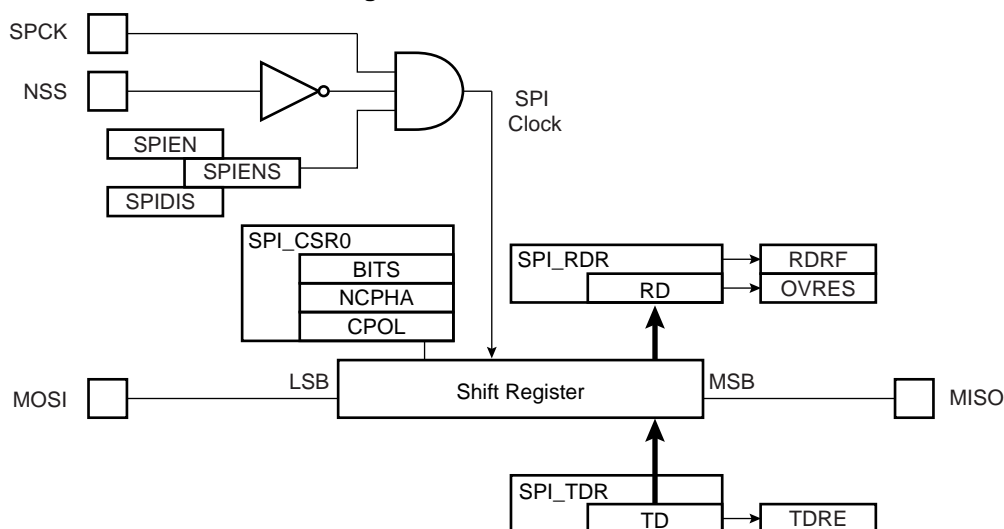 SPCK
NSS
SPI
Clock
SPIEN
SPIENS
SPIDIS
SPI_CSR0
BITS
NCPHA
CPOL
SPI_RDR
RD
RDRF
OVRES
LSB
Shift Register
MSB
MOSI
MISO
SPI_TDR
TD
TDRE